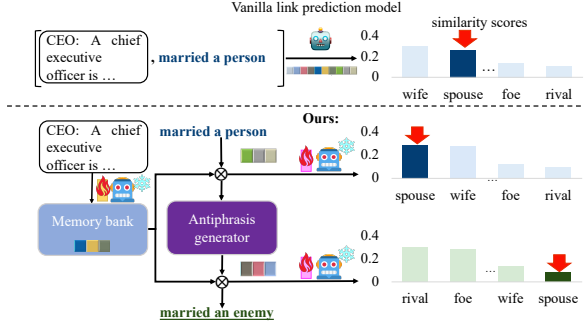 Vanilla link prediction model
CEO: A chief
executive
officer is ...
, married a person
similarity scores
0.4
0.2
0
...
wife spouse foe rival
Ours:
CEO: A chief
executive
officer is ...
married a person
Memory bank
Antiphrasis
generator
married an enemy
0.4
0.2
0
...
spouse wife foe rival
0.4
0.2
0
...
rival foe wife spouse